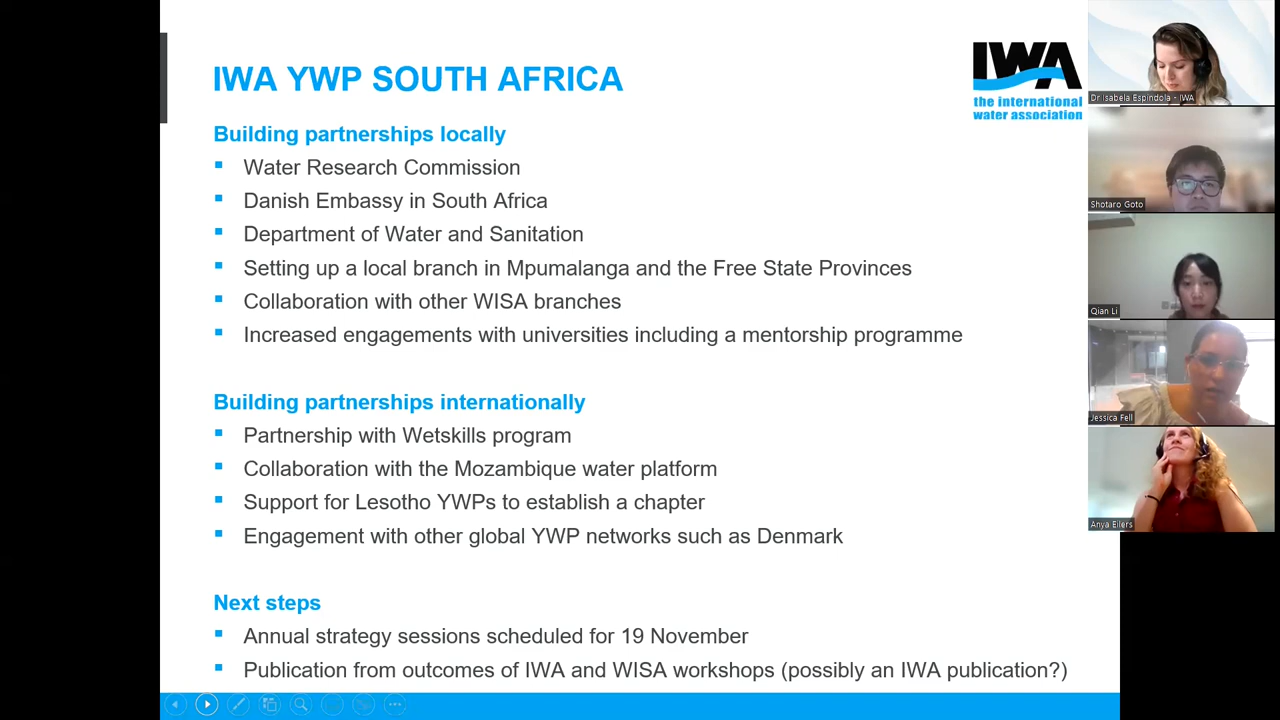 IWA YWP SOUTH AFRICA
IWA
the international
water association
Building partnerships locally
Water Research Commission
Danish Embassy in South Africa
Department of Water and Sanitation
Setting up a local branch in Mpumalanga and the Free State Provinces
Collaboration with other WISA branches
Increased engagements with universities including a mentorship programme
Building partnerships internationally
Partnership with Wetskills program
Collaboration with the Mozambique water platform
Support for Lesotho YWPs to establish a chapter
Engagement with other global YWP networks such as Denmark
Next steps
Annual strategy sessions scheduled for 19 November
Publication from outcomes of IWA and WISA workshops (possibly an IWA publication?)
Dr Isabela Espindola - IWA
Shotaro Goto
Qian Li
Jessica Fell
Anya Eilers